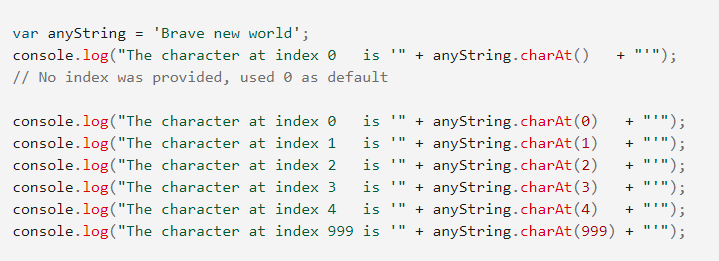 var anyString = 'Brave new world';
console.log("The character at index 0   is '" + anyString.charAt()   + "'");
// No index was provided, used 0 as default

console.log("The character at index 0   is '" + anyString.charAt(0)   + "'");
console.log("The character at index 1   is '" + anyString.charAt(1)   + "'");
console.log("The character at index 2   is '" + anyString.charAt(2)   + "'");
console.log("The character at index 3   is '" + anyString.charAt(3)   + "'");
console.log("The character at index 4   is '" + anyString.charAt(4)   + "'");
console.log("The character at index 999 is '" + anyString.charAt(999) + "'");